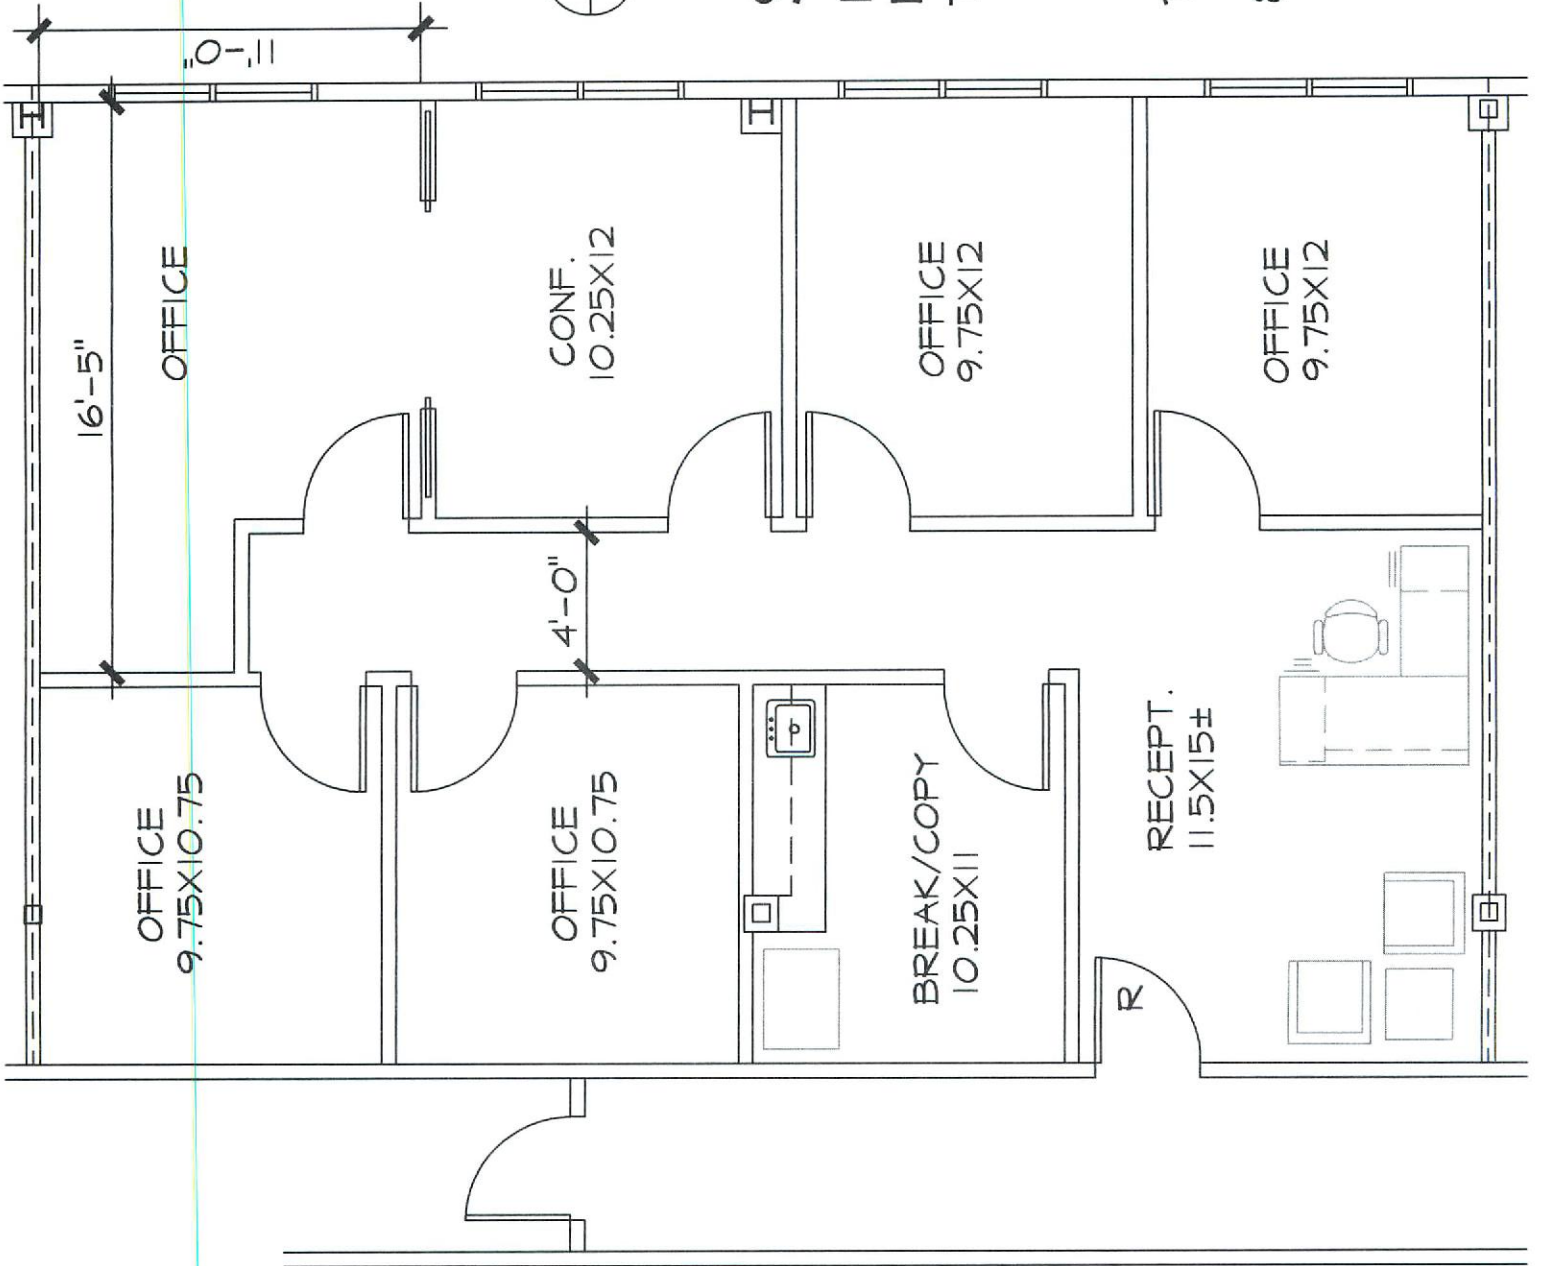 11'-0"
16'-5"
OFFICE
CONF.
10.25X12
OFFICE
9.75X12
OFFICE
9.75X12
4'-0"
OFFICE
9.75X10.75
OFFICE
9.75X10.75
BREAK/COPY
10.25X11
RECEPT.
11.5X15±
R